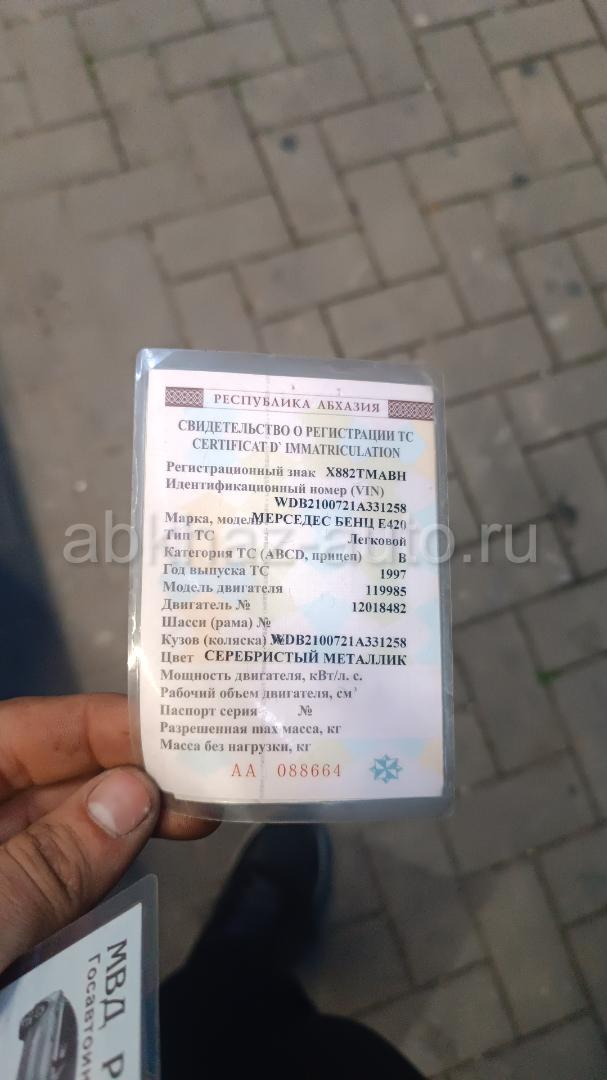 РЕСПУБЛИКА АБХАЗИЯ
СВИДЕТЕЛЬСТВО О РЕГИСТРАЦИИ ТС
CERTIFICAT D` IMMATRICULATION
Регистрационный знак Х882ТМАВН
Идентификационный номер (VIN)
WDB2100721A331258
Марка, модель МЕРСЕДЕС БЕНЦ Е420
Тип ТС Легковой
abkhaz-auto.ru
Категория ТС (ABCD, прицеп) B
Год выпуска ТС 1997
Модель двигателя 119985
Двигатель № 12018482
Шасси (рама) №
Кузов (коляска) № WDB2100721A331258
Цвет СЕРЕБРИСТЫЙ МЕТАЛЛИК
Мощность двигателя, кВт/л. с.
Рабочий объем двигателя, см³
Паспорт серия №
Разрешенная max масса, кг
Масса без нагрузки, кг
АА 088664
МВД Р
Госавтоин